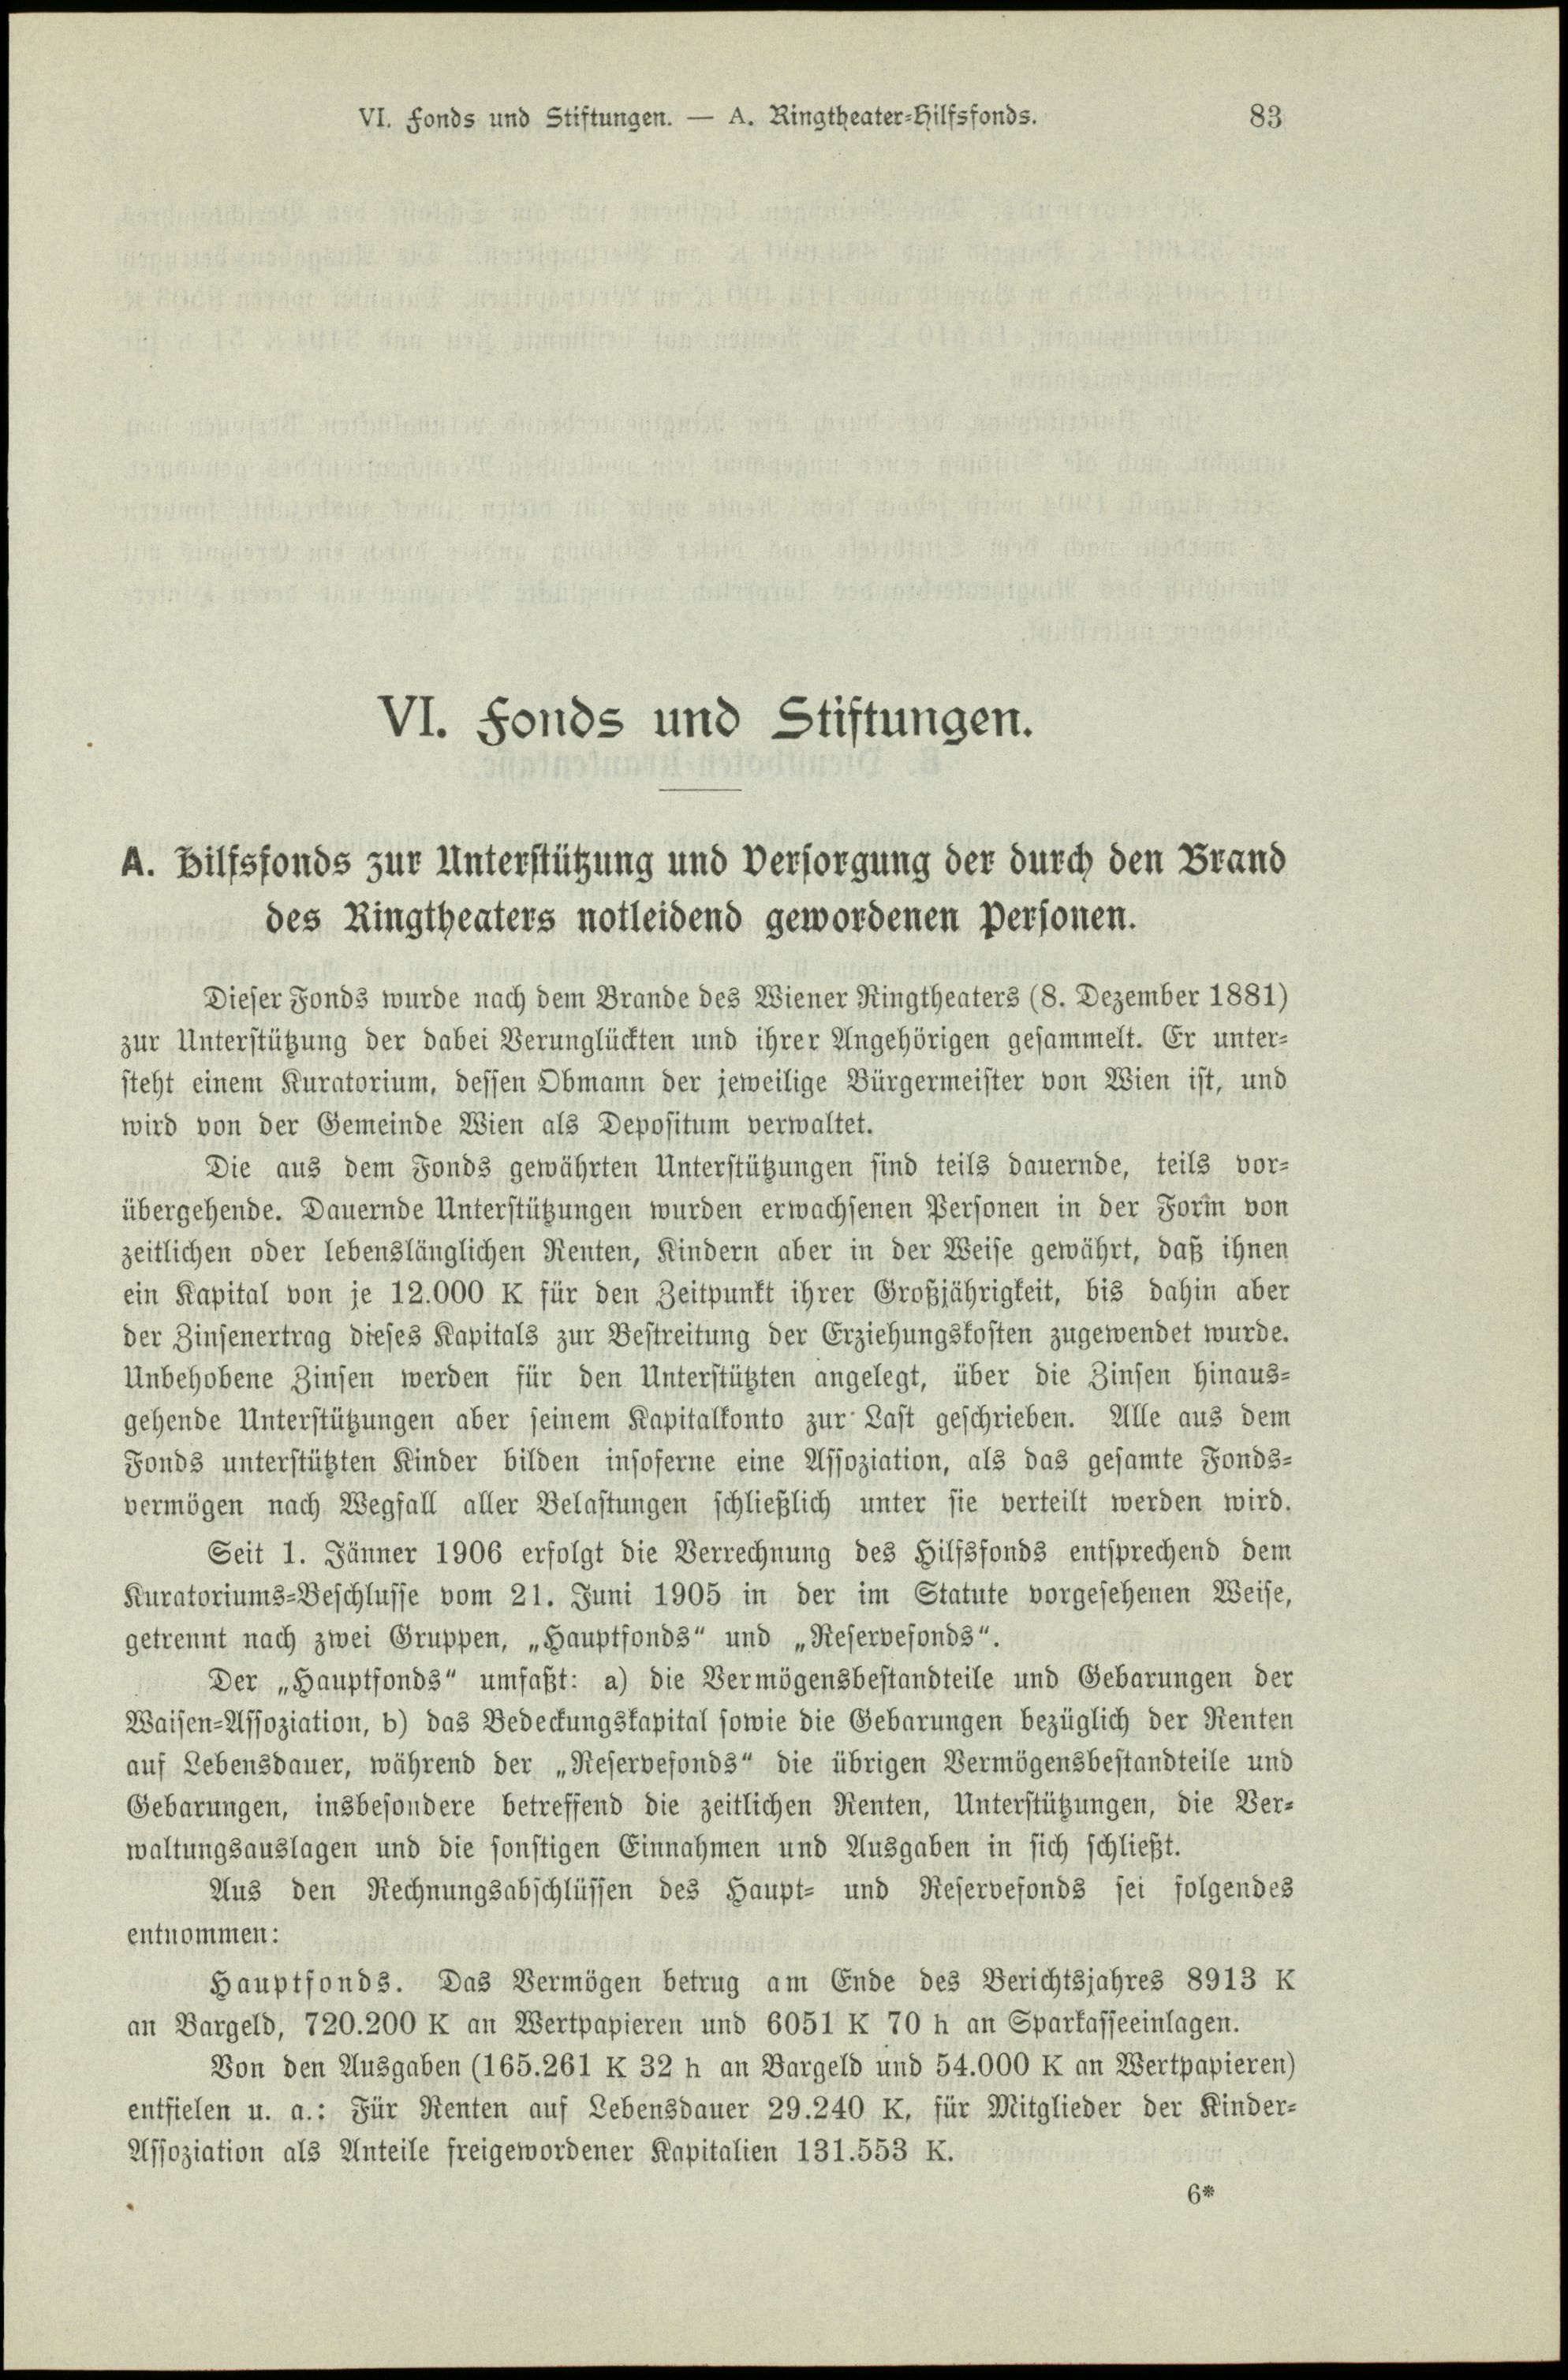 VI. Fonds und Stiftungen. — A. Ringtheater-Hilfsfonds.
83
VI. Fonds und Stiftungen.
A. Hilfsfonds zur Unterstützung und Versorgung der durch den Brand
des Ringtheaters notleidend gewordenen Personen.
Dieser Fonds wurde nach dem Brande des Wiener Ringtheaters (8. Dezember 1881)
zur Unterstützung der dabei Verunglückten und ihrer Angehörigen gesammelt. Er unter-
steht einem Kuratorium, dessen Obmann der jeweilige Bürgermeister von Wien ist, und
wird von der Gemeinde Wien als Depositum verwaltet.
Die aus dem Fonds gewährten Unterstützungen sind teils dauernde, teils vor-
übergehende. Dauernde Unterstützungen wurden erwachsenen Personen in der Form von
zeitlichen oder lebenslänglichen Renten, Kindern aber in der Weise gewährt, daß ihnen
ein Kapital von je 12.000 K für den Zeitpunkt ihrer Großjährigkeit, bis dahin aber
der Zinsenertrag dieses Kapitals zur Bestreitung der Erziehungskosten zugewendet wurde.
Unbehobene Zinsen werden für den Unterstützten angelegt, über die Zinsen hinaus-
gehende Unterstützungen aber seinem Kapitalkonto zur Last geschrieben. Alle aus dem
Fonds unterstützten Kinder bilden insoferne eine Assoziation, als das gesamte Fonds-
vermögen nach Wegfall aller Belastungen schließlich unter sie verteilt werden wird.
Seit 1. Jänner 1906 erfolgt die Verrechnung des Hilfsfonds entsprechend dem
Kuratoriums-Beschlusse vom 21. Juni 1905 in der im Statute vorgesehenen Weise,
getrennt nach zwei Gruppen, „Hauptfonds“ und „Reservefonds“.
Der „Hauptfonds“ umfaßt: a) die Vermögensbestandteile und Gebarungen der
Waisen-Assoziation, b) das Bedeckungskapital sowie die Gebarungen bezüglich der Renten
auf Lebensdauer, während der „Reservefonds“ die übrigen Vermögensbestandteile und
Gebarungen, insbesondere betreffend die zeitlichen Renten, Unterstützungen, die Ver-
waltungsauslagen und die sonstigen Einnahmen und Ausgaben in sich schließt.
Aus den Rechnungsabschlüssen des Haupt- und Reservefonds sei folgendes
entnommen:
Hauptfonds. Das Vermögen betrug am Ende des Berichtsjahres 8913 K
an Bargeld, 720.200 K an Wertpapieren und 6051 K 70 h an Sparkasseeinlagen.
Von den Ausgaben (165.261 K 32 h an Bargeld und 54.000 K an Wertpapieren)
entfielen u. a.: Für Renten auf Lebensdauer 29.240 K, für Mitglieder der Kinder-
Assoziation als Anteile freigewordener Kapitalien 131.553 K.
6*